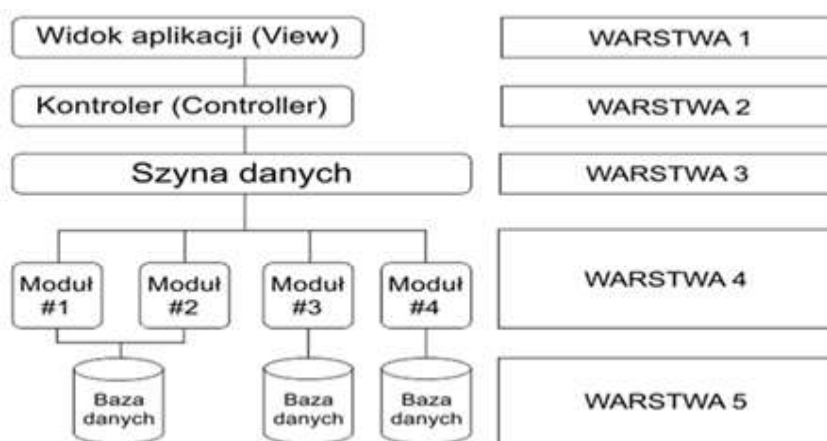 Widok aplikacji (View)
WARSTWA 1
Kontroler (Controller)
WARSTWA 2
Szyna danych
WARSTWA 3
Moduł
#1
Moduł
#2
Moduł
#3
Moduł
#4
WARSTWA 4
Baza
danych
Baza
danych
Baza
danych
WARSTWA 5